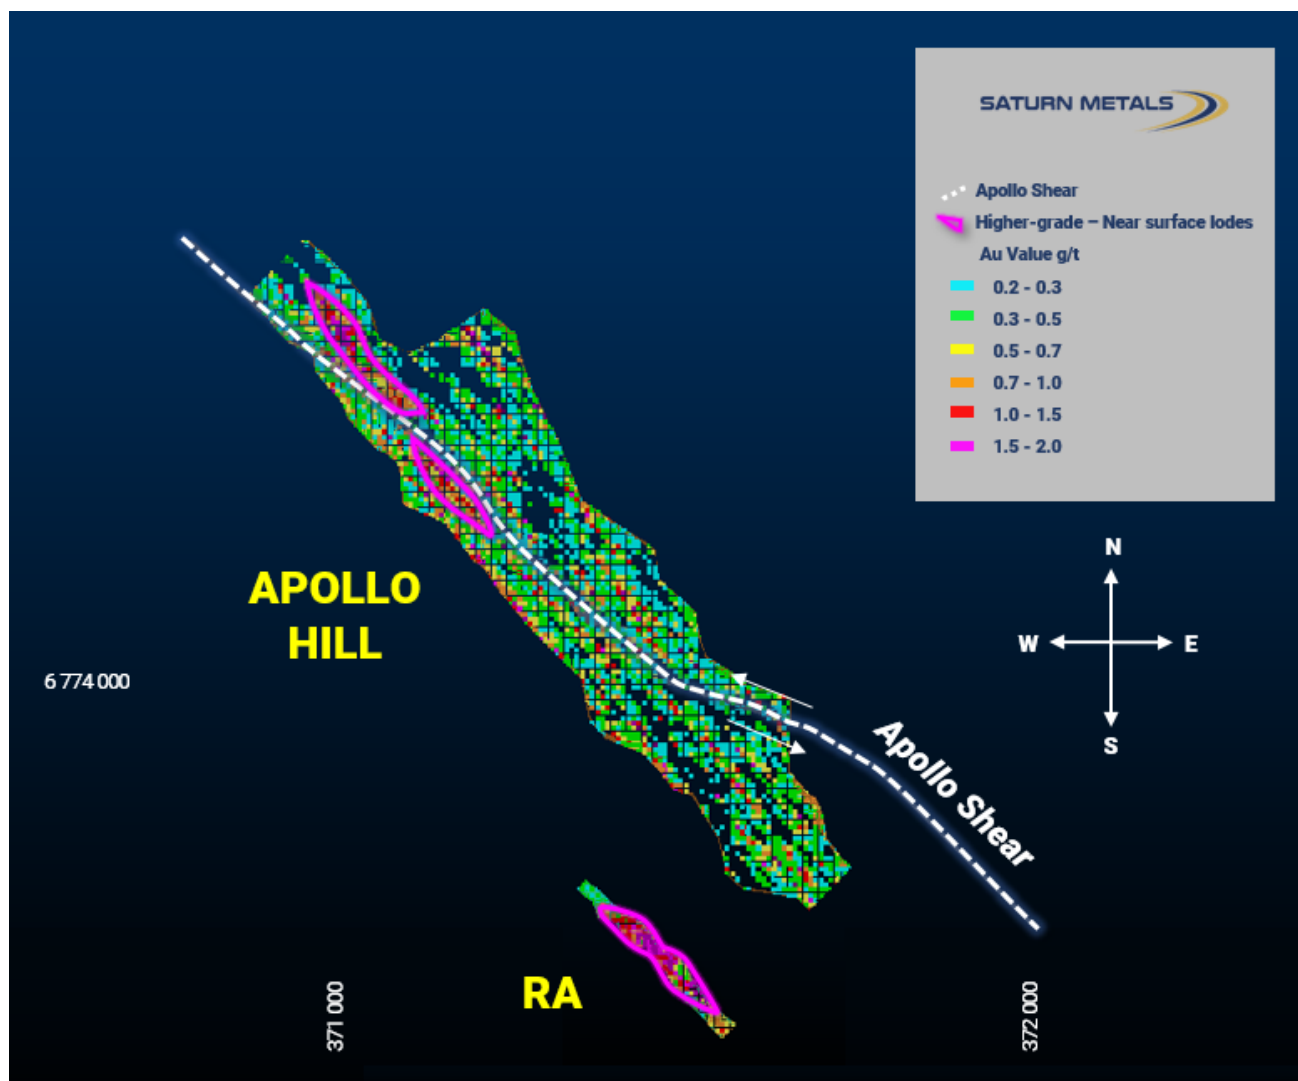 SATURN METALS
Apollo Shear
Higher-grade – Near surface lodes
Au Value g/t
0.2 - 0.3
0.3 - 0.5
0.5 - 0.7
0.7 - 1.0
1.0 - 1.5
1.5 - 2.0
N
W
E
S
APOLLO
HILL
6 774 000
Apollo Shear
RA
371 000
372 000